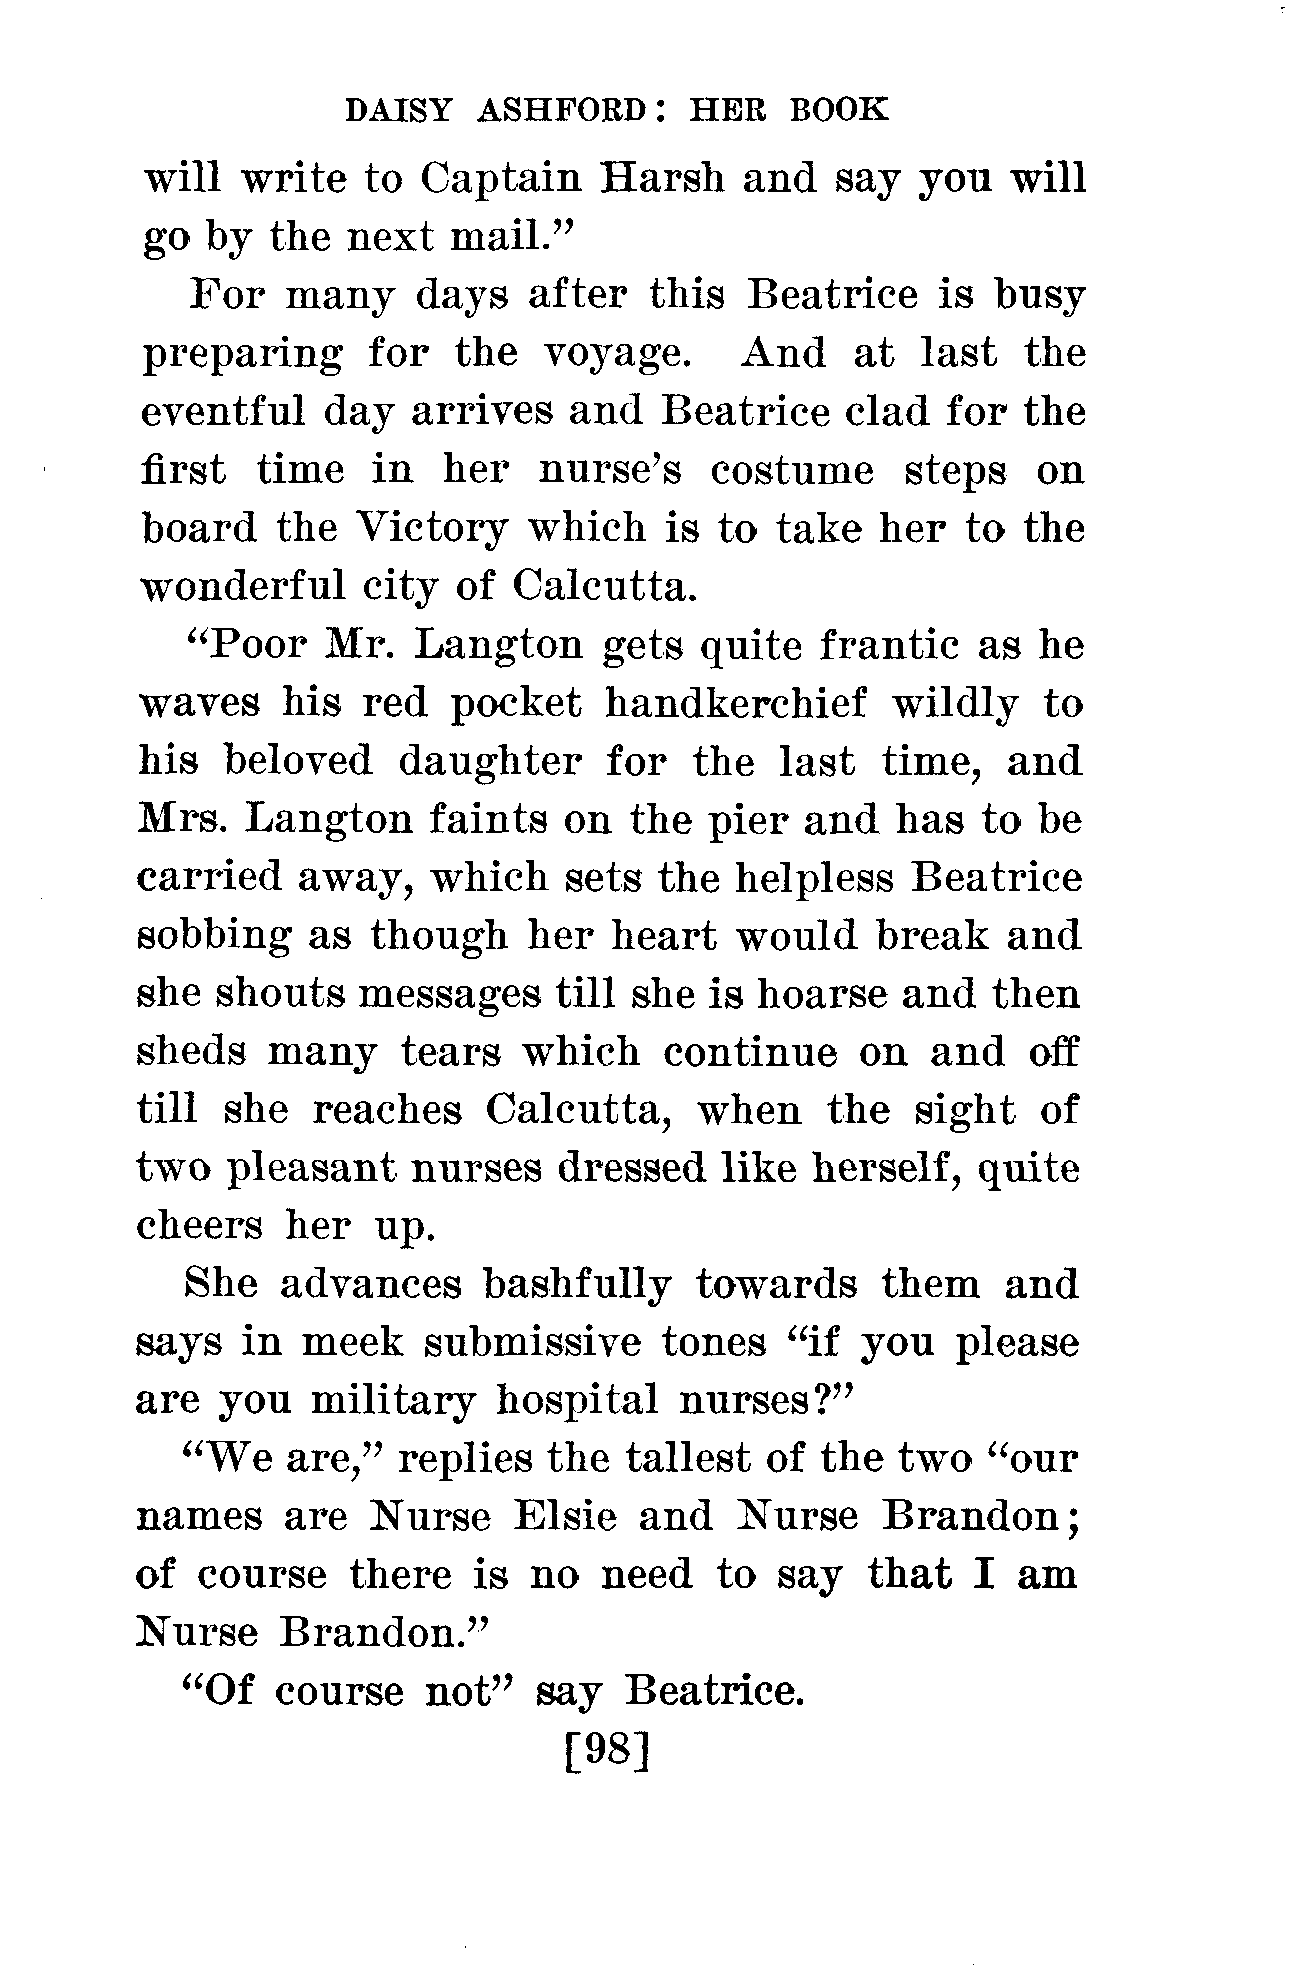 DAISY ASHFORD: HER BOOK
will write to Captain Harsh and say you will
go by the next mail.”
For many days after this Beatrice is busy
preparing for the voyage. And at last the
eventful day arrives and Beatrice clad for the
first time in her nurse’s costume steps on
board the Victory which is to take her to the
wonderful city of Calcutta.
“Poor Mr. Langton gets quite frantic as he
waves his red pocket handkerchief wildly to
his beloved daughter for the last time, and
Mrs. Langton faints on the pier and has to be
carried away, which sets the helpless Beatrice
sobbing as though her heart would break and
she shouts messages till she is hoarse and then
sheds many tears which continue on and off
till she reaches Calcutta, when the sight of
two pleasant nurses dressed like herself, quite
cheers her up.
She advances bashfully towards them and
says in meek submissive tones “if you please
are you military hospital nurses?”
“We are,” replies the tallest of the two “our
names are Nurse Elsie and Nurse Brandon;
of course there is no need to say that I am
Nurse Brandon.”
“Of course not” say Beatrice.
[98]